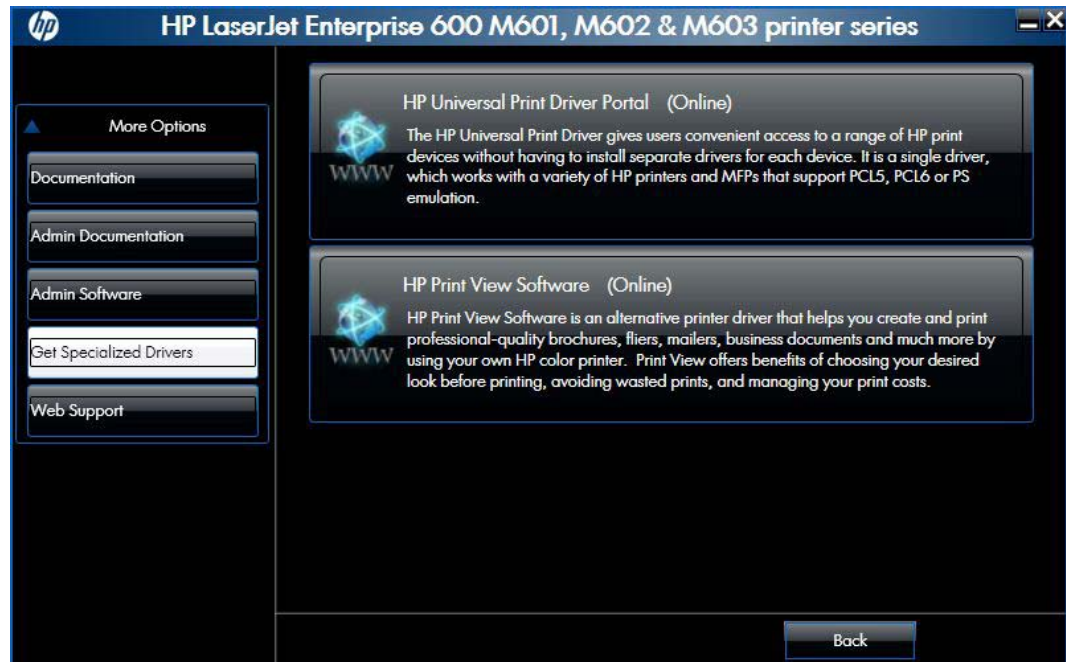 hp
HP LaserJet Enterprise 600 M601, M602 & M603 printer series
More Options
Documentation
Admin Documentation
Admin Software
Get Specialized Drivers
Web Support
HP Universal Print Driver Portal (Online)
The HP Universal Print Driver gives users convenient access to a range of HP print
devices without having to install separate drivers for each device. It is a single driver,
which works with a variety of HP printers and MFPs that support PCL5, PCL6 or PS
emulation.
WWW
HP Print View Software (Online)
HP Print View Software is an alternative printer driver that helps you create and print
professional-quality brochures, fliers, mailers, business documents and much more by
using your own HP color printer. Print View offers benefits of choosing your desired
look before printing, avoiding wasted prints, and managing your print costs.
WWW
Back